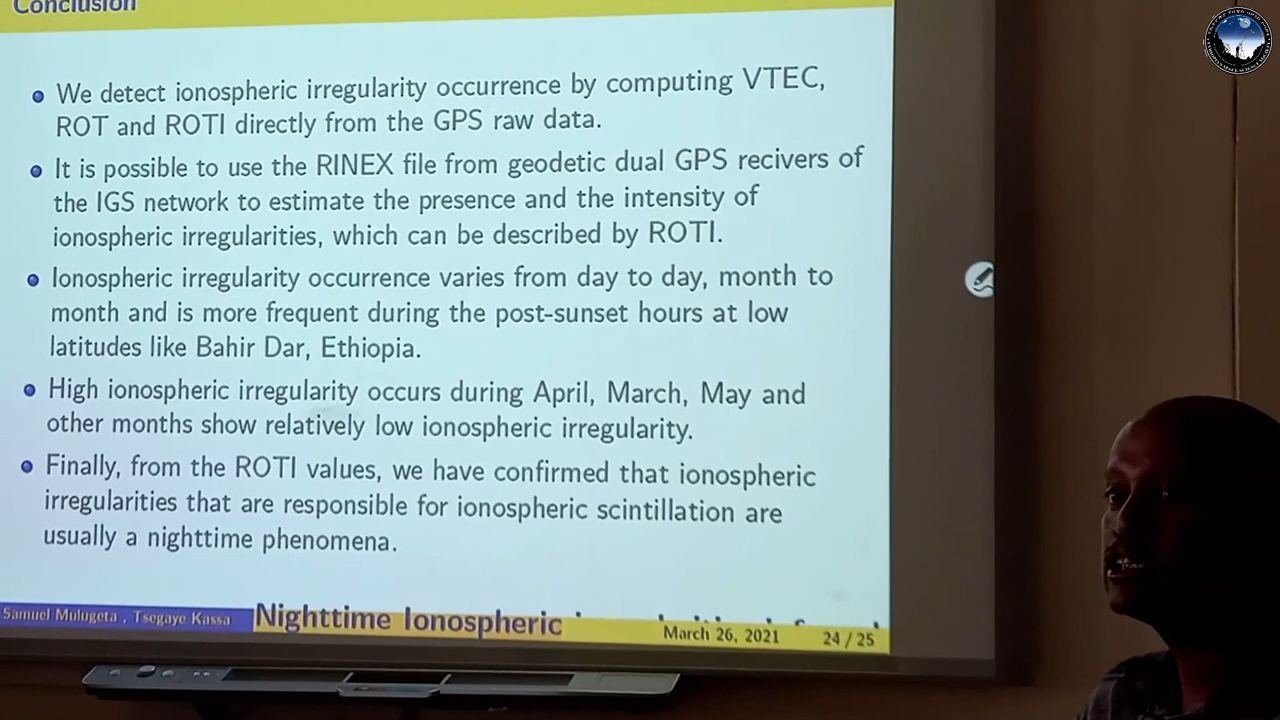 Conclusion
We detect ionospheric irregularity occurrence by computing VTEC,
ROT and ROTI directly from the GPS raw data.
It is possible to use the RINEX file from geodetic dual GPS recivers of
the IGS network to estimate the presence and the intensity of
ionospheric irregularities, which can be described by ROTI.
Ionospheric irregularity occurrence varies from day to day, month to
month and is more frequent during the post-sunset hours at low
latitudes like Bahir Dar, Ethiopia.
High ionospheric irregularity occurs during April, March, May and
other months show relatively low ionospheric irregularity.
Finally, from the ROTI values, we have confirmed that ionospheric
irregularities that are responsible for ionospheric scintillation are
usually a nighttime phenomena.
Samuel Mulugeta , Tsegaye Kassa Nighttime Ionospheric March 26, 2021 24 / 25